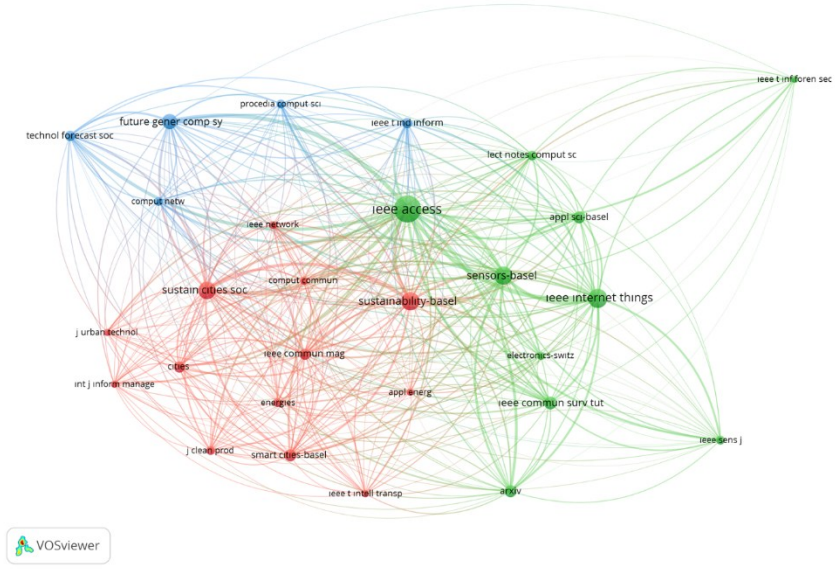 ieee t inf foren sec
procedia comput sci
future gener comp sy
ieee t ind inform
technol forecast soc
lect notes comput sc
comput netw
ieee access
appl sci-basel
ieee network
sensors-basel
comput commun
sustain cities soc
ieee internet things
sustainability-basel
j urban technol
ieee commun mag
electronics-switz
cities
int j inform manage
appl energ
energies
ieee commun surv tut
ieee sens j
j clean prod
smart cities-basel
ieee t intell transp
arxiv
VOSviewer